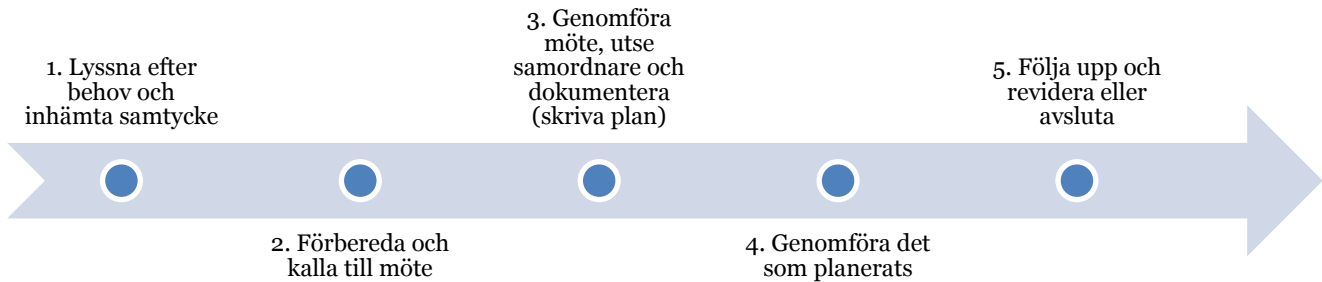 1. Lyssna efter
behov och
inhämta samtycke
2. Förbereda och
kalla till möte
3. Genomföra
möte, utse
samordnare och
dokumentera
(skriva plan)
4. Genomföra det
som planerats
5. Följa upp och
revidera eller
avsluta